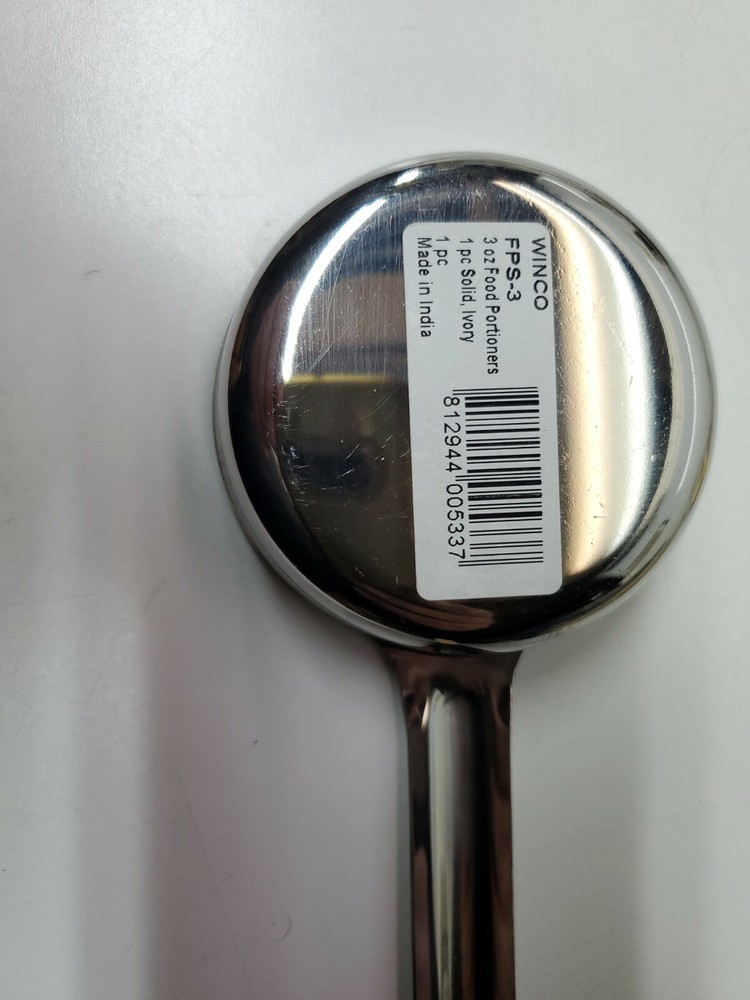 WINCO
FPS-3
3 oz Food Portioners
1 pc Solid, Ivory
1 pc
Made in India
812944 005337